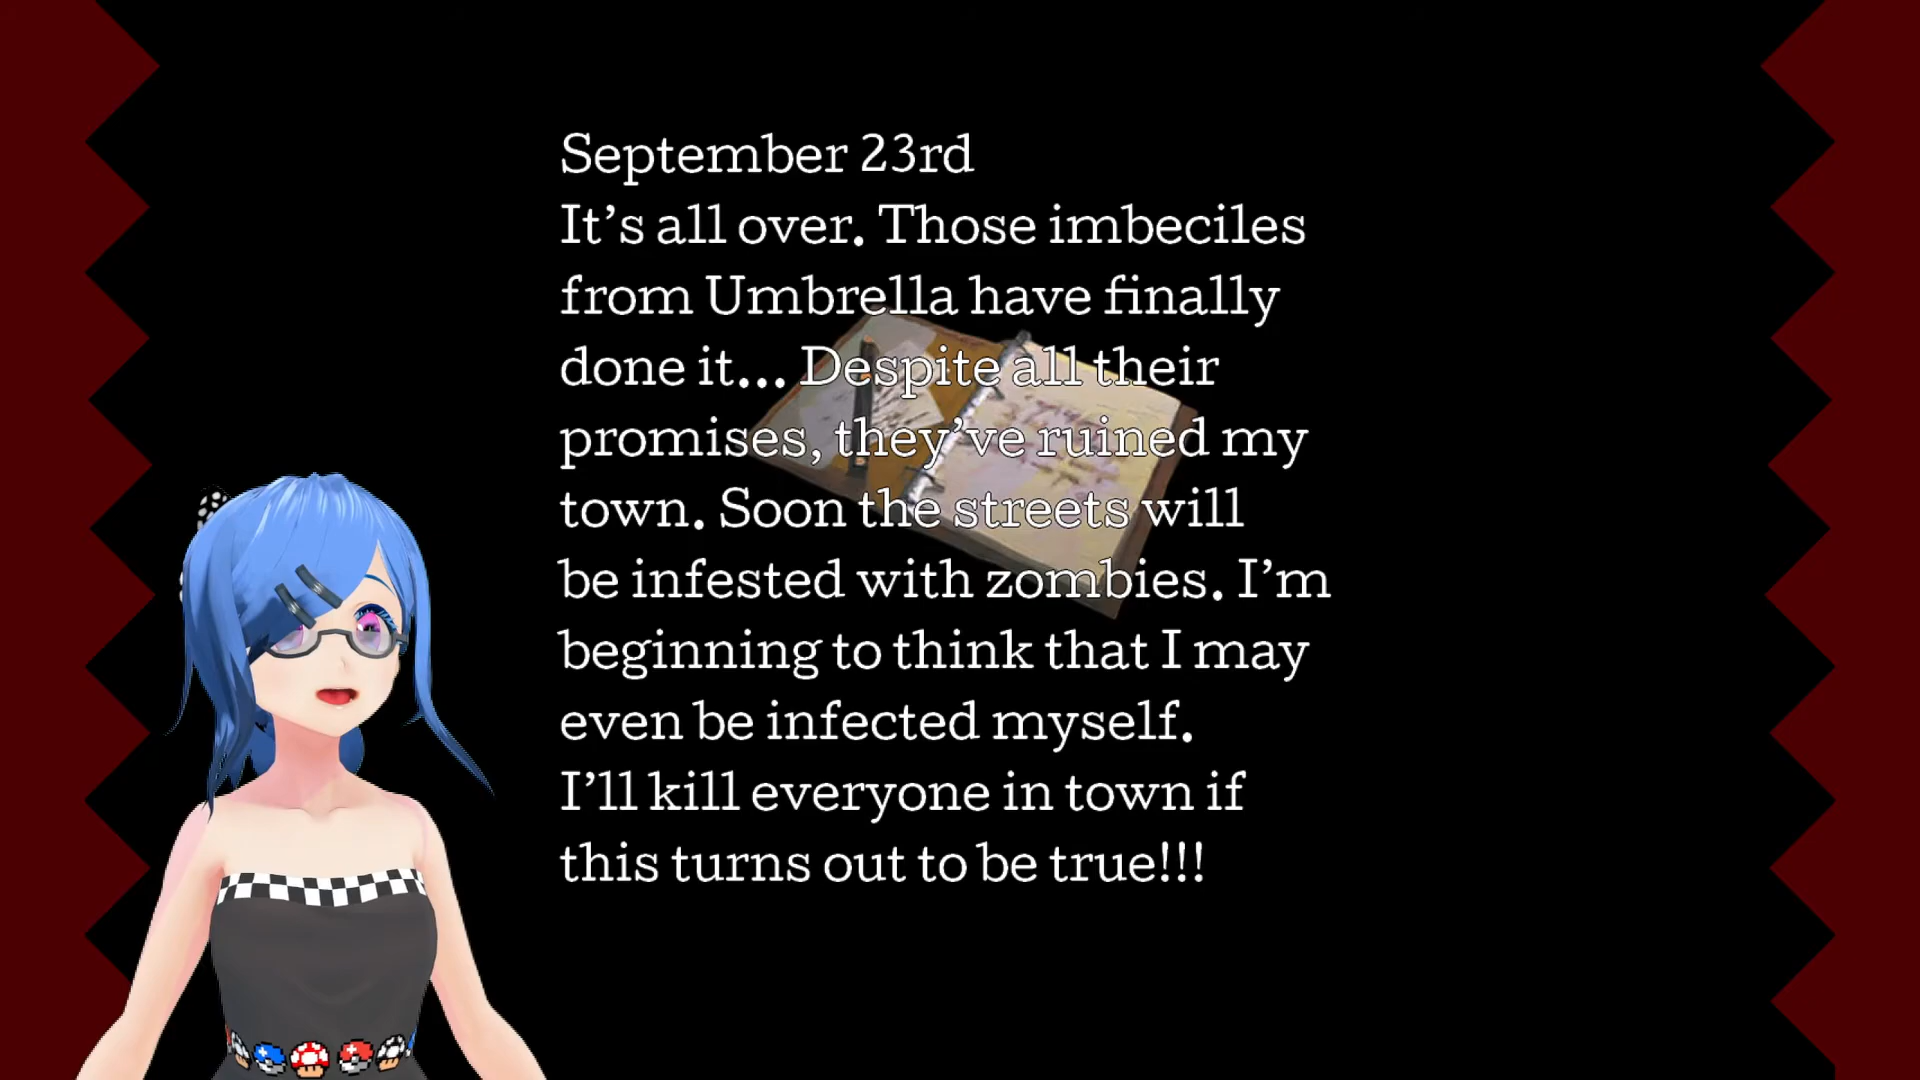 September 23rd
It’s all over. Those imbeciles
from Umbrella have finally
done it... Despite all their
promises, they’ve ruined my
town. Soon the streets will
be infested with zombies. I’m
beginning to think that I may
even be infected myself.
I’ll kill everyone in town if
this turns out to be true!!!